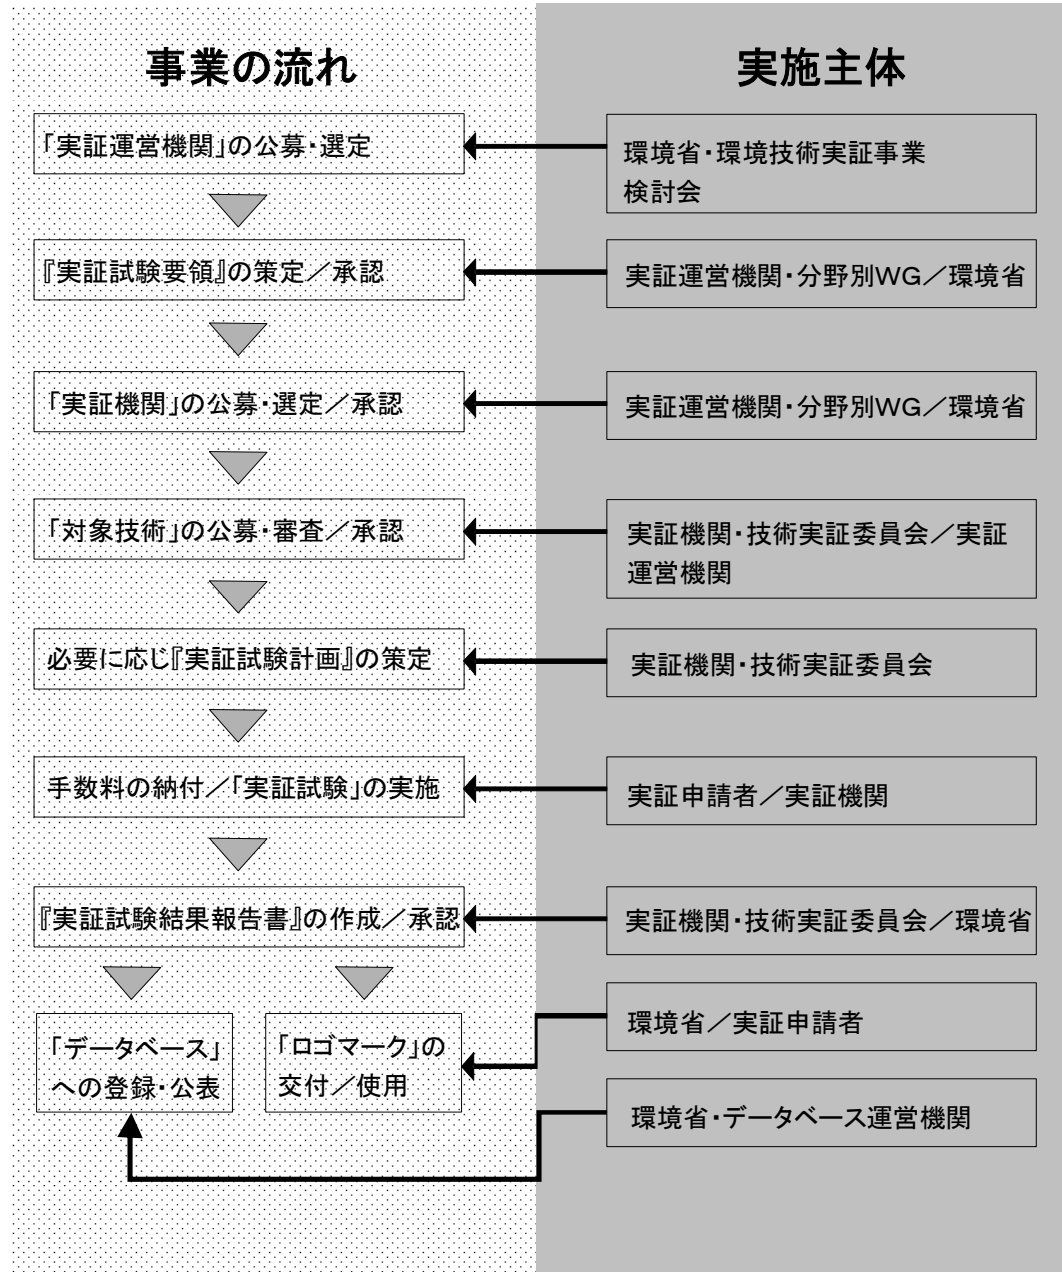 事業の流れ
実施主体
「実証運営機関」の公募・選定
環境省・環境技術実証事業
検討会
『実証試験要領』の策定／承認
実証運営機関・分野別WG／環境省
「実証機関」の公募・選定／承認
実証運営機関・分野別WG／環境省
「対象技術」の公募・審査／承認
実証機関・技術実証委員会／実証
運営機関
必要に応じ『実証試験計画』の策定
実証機関・技術実証委員会
手数料の納付／「実証試験」の実施
実証申請者／実証機関
『実証試験結果報告書』の作成／承認
実証機関・技術実証委員会／環境省
「データベース」
への登録・公表
「ロゴマーク」の
交付／使用
環境省／実証申請者
環境省・データベース運営機関